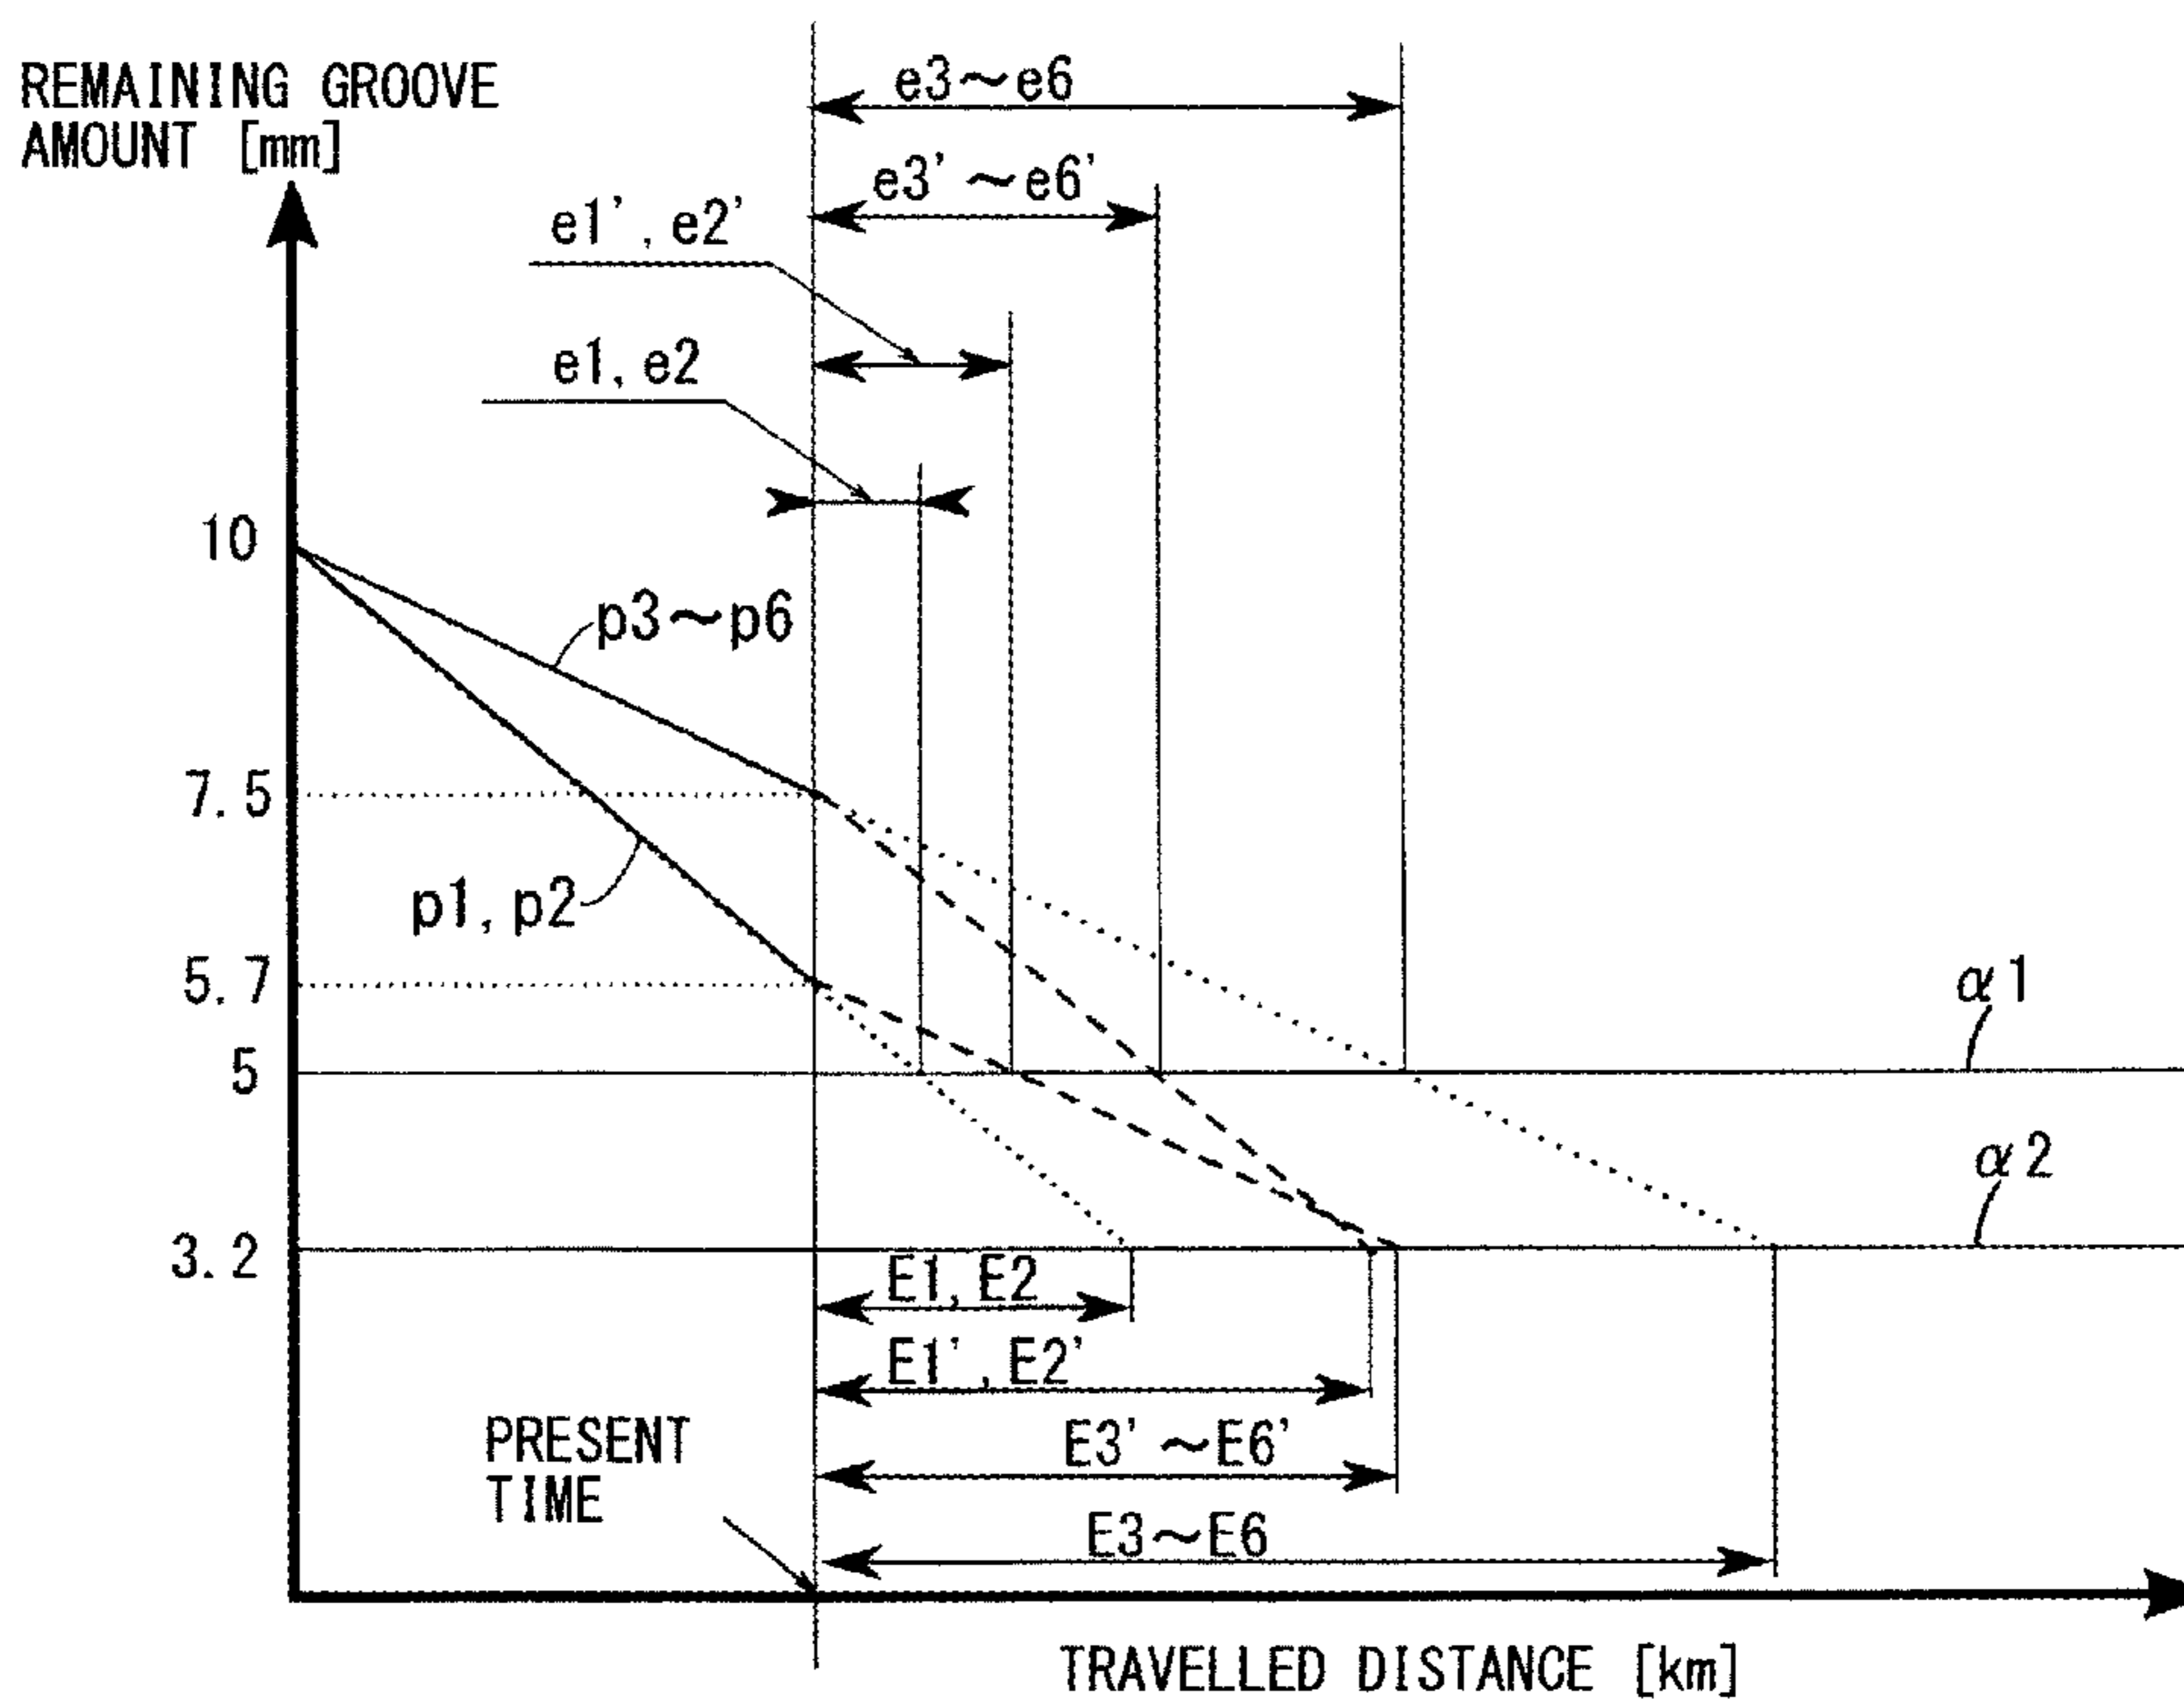 REMAINING GROOVE
AMOUNT [mm]
e3~e6
e3'~e6'
e1', e2'
e1, e2
10
p3~p6
7.5
p1, p2
5.7
α1
5
α2
3.2
E1, E2
E1', E2'
PRESENT
TIME
E3'~E6'
E3~E6
TRAVELLED DISTANCE [km]